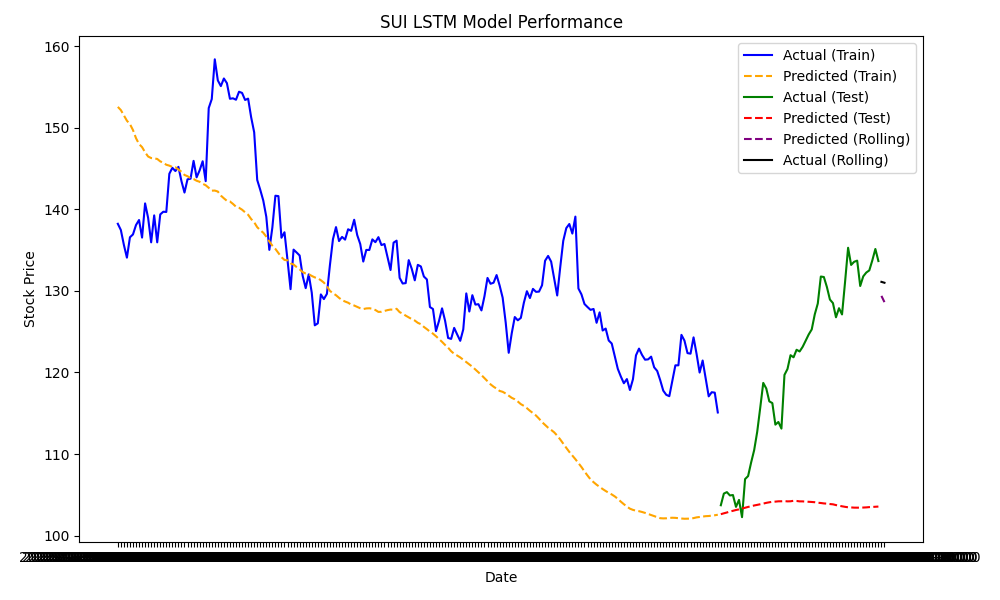 SUI LSTM Model Performance
Actual (Train)
Predicted (Train)
Actual (Test)
Predicted (Test)
Predicted (Rolling)
Actual (Rolling)
Stock Price
160
150
140
130
120
110
100
Date